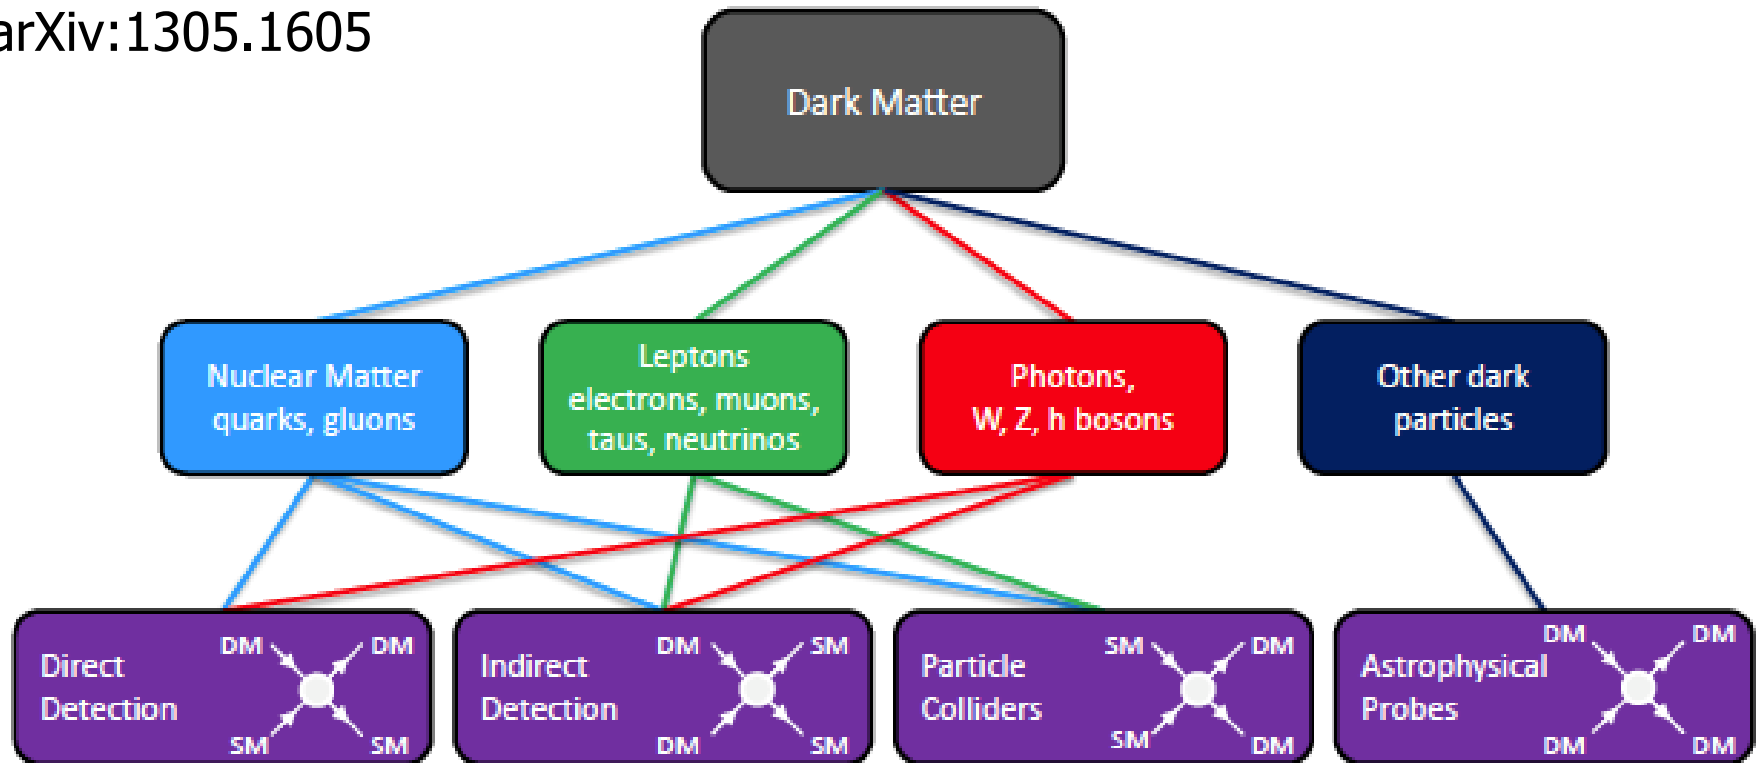 arXiv:1305.1605
Dark Matter
Nuclear Matter
quarks, gluons
Leptons
electrons, muons,
taus, neutrinos
Photons,
W, Z, h bosons
Other dark
particles
Direct
Detection
DM
DM
SM
SM
Indirect
Detection
DM
SM
DM
SM
Particle
Colliders
SM
DM
SM
DM
Astrophysical
Probes
DM
DM
DM
DM